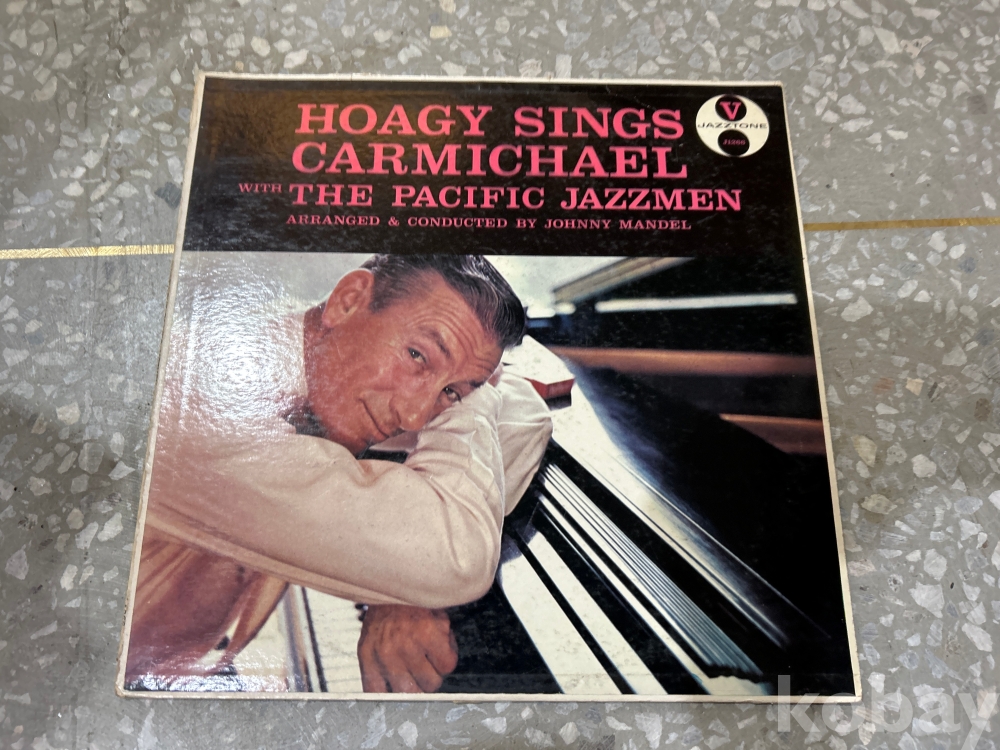 HOAGY SINGS
CARMICHAEL
WITH THE PACIFIC JAZZMEN
ARRANGED & CONDUCTED BY JOHNNY MANDEL
V
JAZZTONE
J1266
kobay